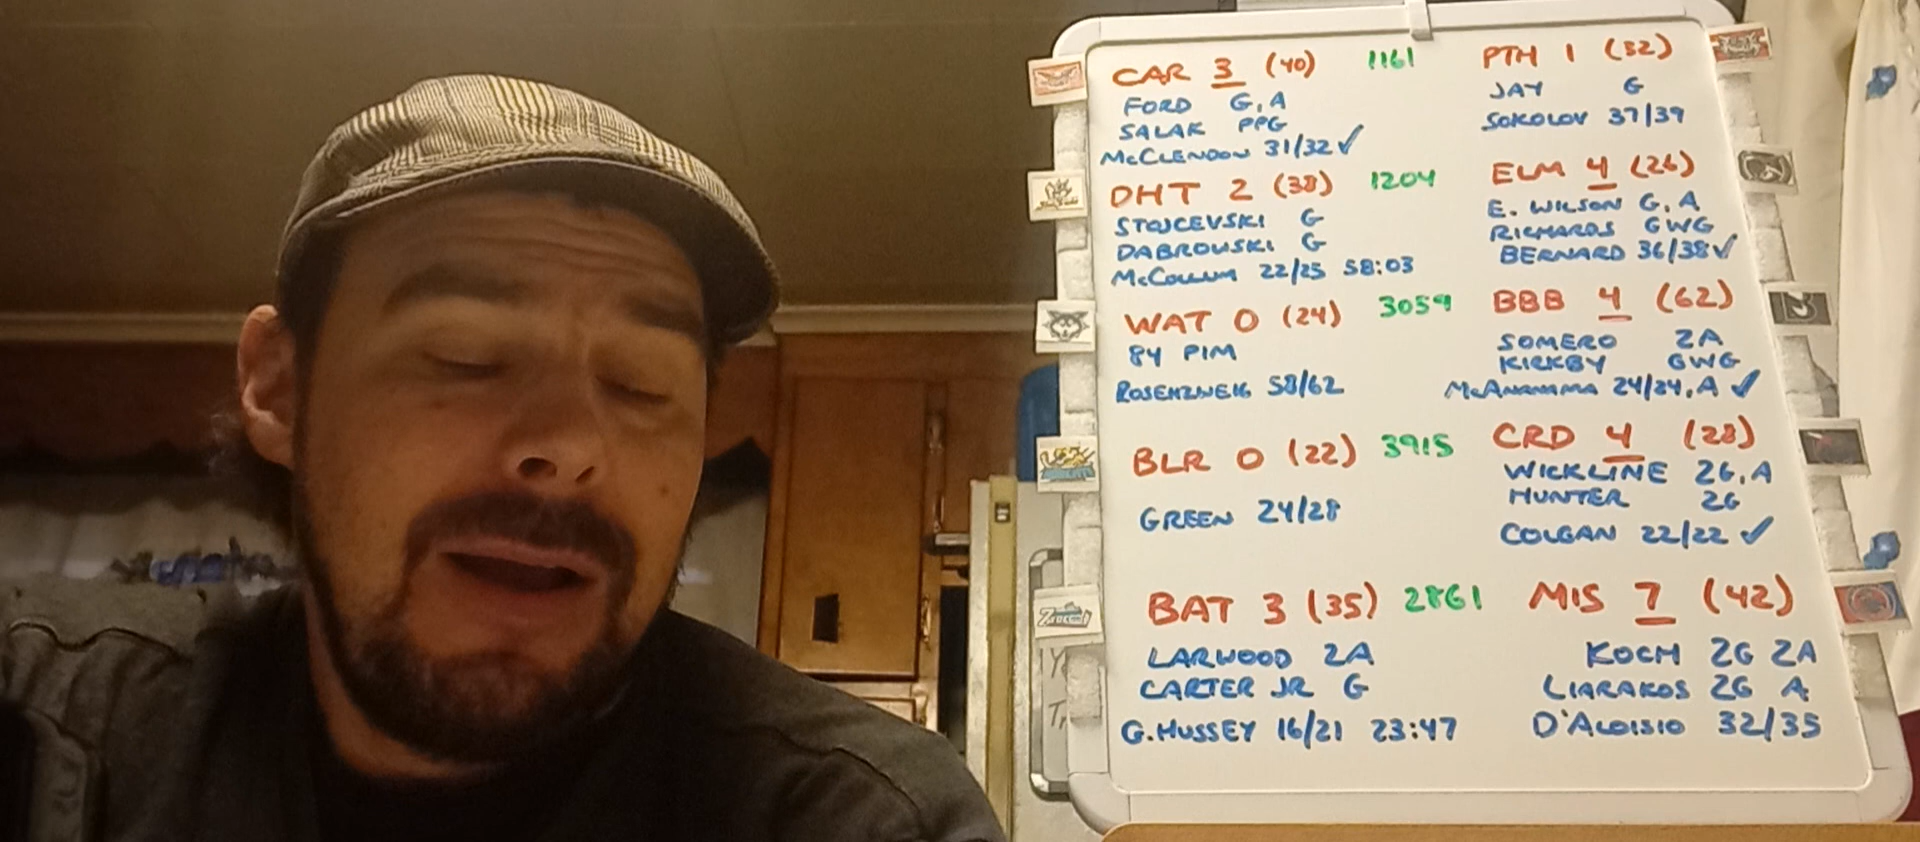 CAR 3 (40) 1161 PTH 1 (32)
FORD G, A
SALAK PPG
McCLENDON 31/32 ✓
JAY G
SOKOLOV 37/39
DHT 2 (38) 1204 ELM 4 (26)
STOJCEVSKI G
DABROWSKI G
McCOLLUM 22/25 58:03
E. WILSON G, A
RICHARDS GWG
BERNARD 36/38 ✓
WAT 0 (24) 3059 BBB 4 (62)
84 PIM
ROSENZWEIG 58/62
SOMERO 2A
KIRKBY GWG
McANANAMA 24/24, A ✓
BLR 0 (22) 3915 CRD 4 (28)
GREEN 24/28
WICKLINE 2G, A
HUNTER 2G
COLGAN 22/22 ✓
BAT 3 (35) 2861 MIS 7 (42)
LARWOOD 2A
CARTER JR G
G. HUSSEY 16/21 23:47
KOCH 2G 2A
LIARAKOS 2G A
D'ALOISIO 32/35